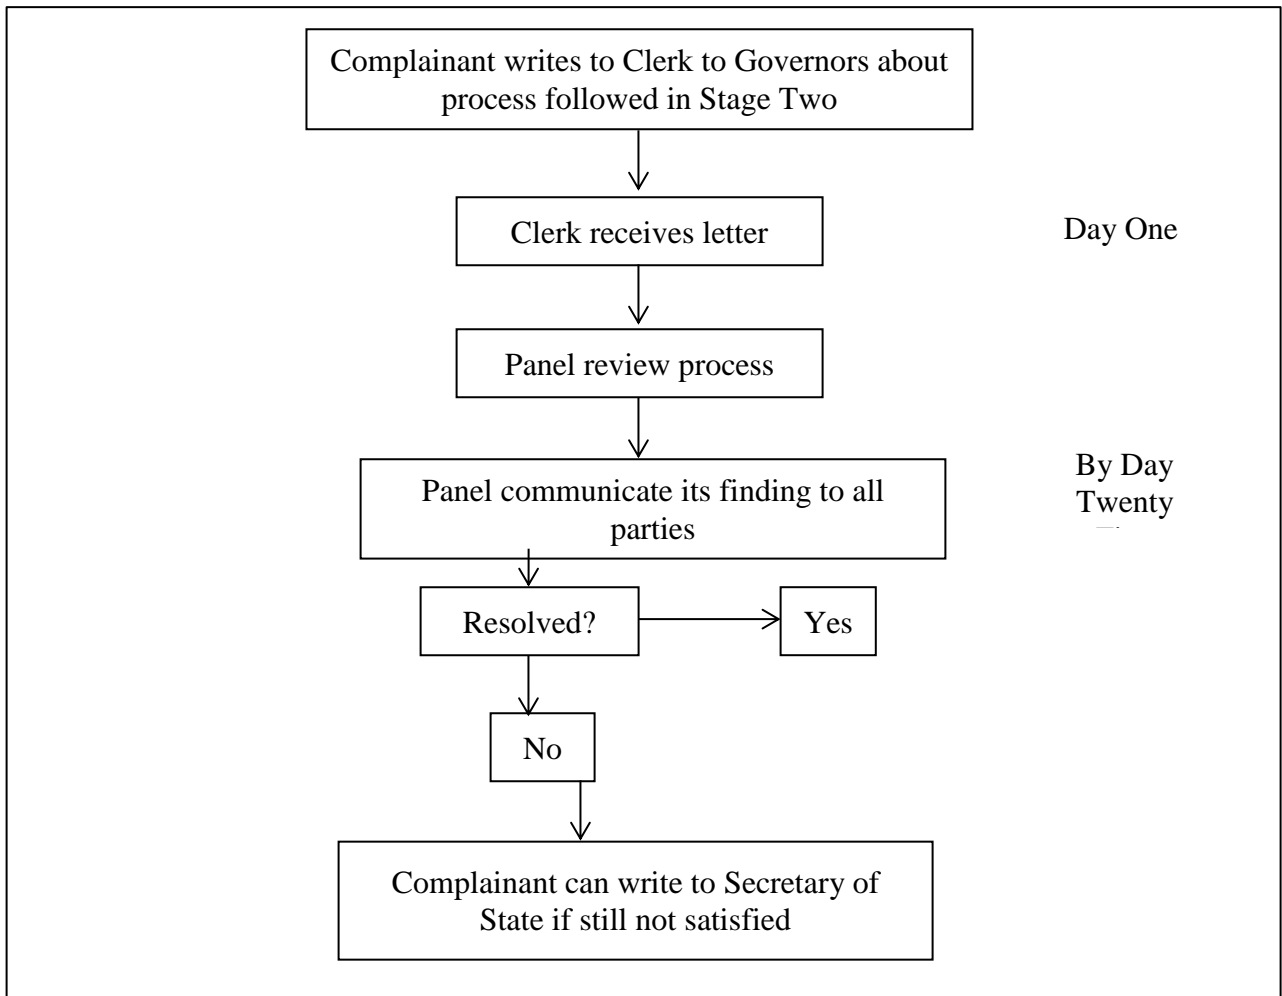 Complainant writes to Clerk to Governors about
process followed in Stage Two
Clerk receives letter
Day One
Panel review process
Panel communicate its finding to all
parties
By Day
Twenty
Resolved?
Yes
No
Complainant can write to Secretary of
State if still not satisfied